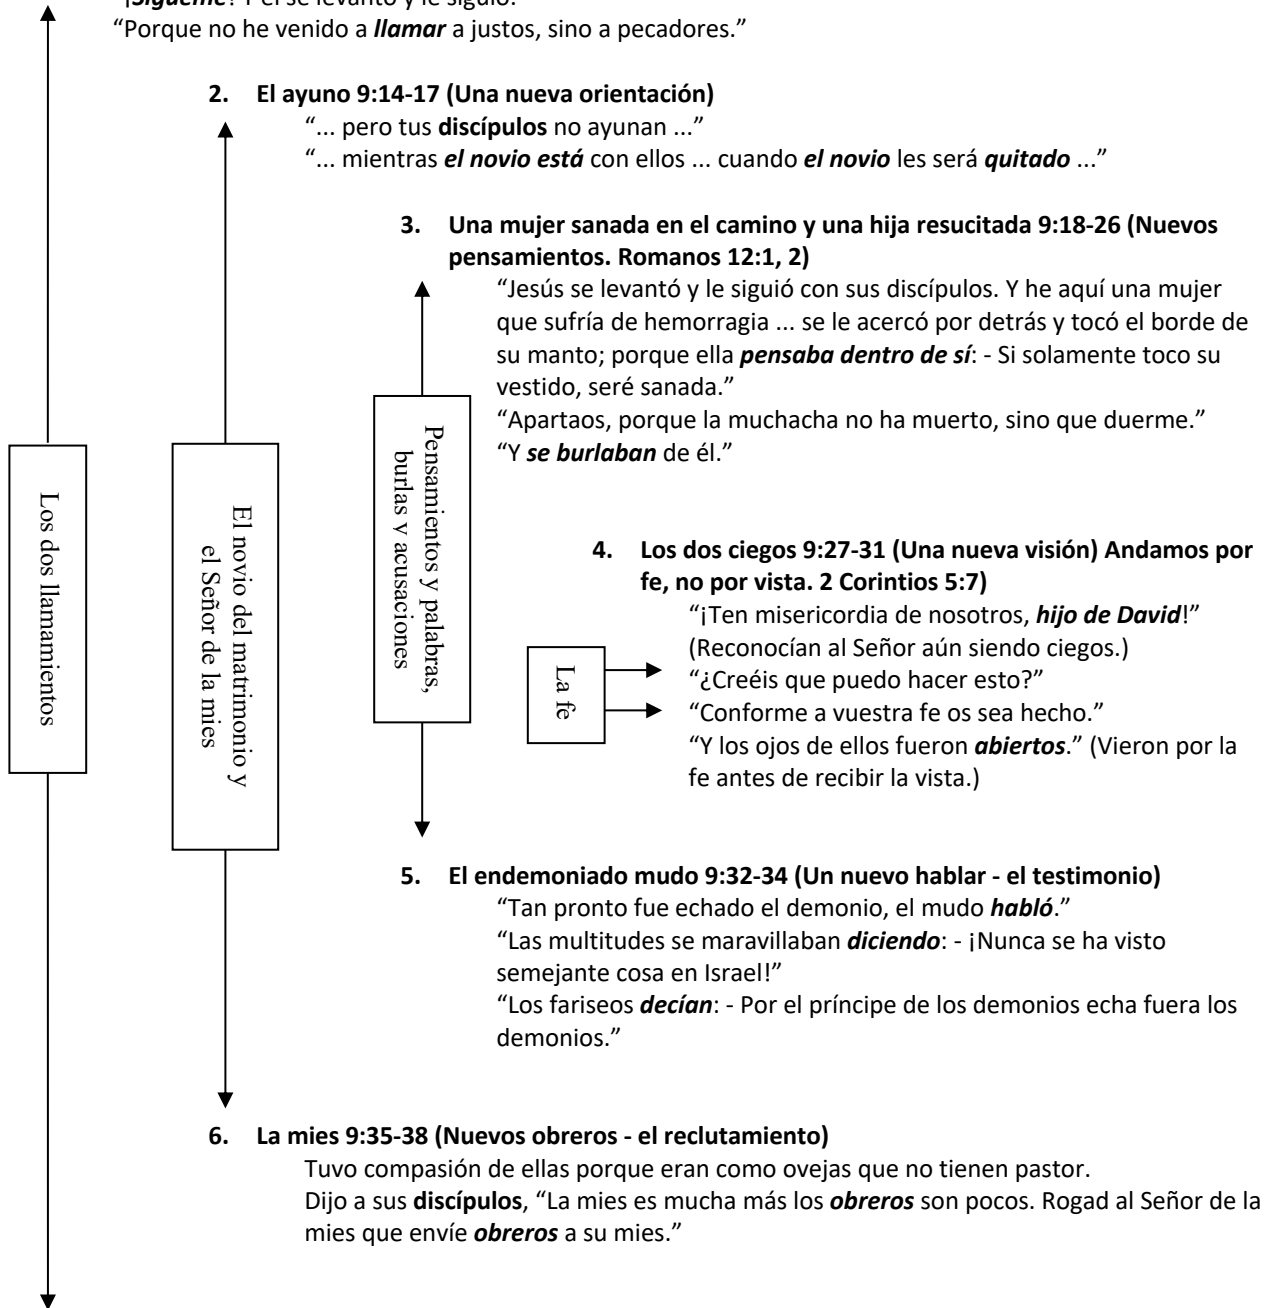 “¡Sígueme! Y él se levantó y le siguió.
“Porque no he venido a llamar a justos, sino a pecadores.”
2. El ayuno 9:14-17 (Una nueva orientación)
“... pero tus discípulos no ayunan ...”
“... mientras el novio está con ellos ... cuando el novio les será quitado ...”
3. Una mujer sanada en el camino y una hija resucitada 9:18-26 (Nuevos
pensamientos. Romanos 12:1, 2)
“Jesús se levantó y le siguió con sus discípulos. Y he aquí una mujer
que sufría de hemorragia ... se le acercó por detrás y tocó el borde de
su manto; porque ella pensaba dentro de sí: - Si solamente toco su
vestido, seré sanada.”
“Apartaos, porque la muchacha no ha muerto, sino que duerme.”
“Y se burlaban de él.”
Los dos llamamientos
El novio del matrimonio y
el Señor de la mies
Pensamientos y palabras,
burlas y acusaciones
4. Los dos ciegos 9:27-31 (Una nueva visión) Andamos por
fe, no por vista. 2 Corintios 5:7)
“¡Ten misericordia de nosotros, hijo de David!”
(Reconocían al Señor aún siendo ciegos.)
“¿Creéis que puedo hacer esto?”
“Conforme a vuestra fe os sea hecho.”
“Y los ojos de ellos fueron abiertos.” (Vieron por la
fe antes de recibir la vista.)
La fe
5. El endemoniado mudo 9:32-34 (Un nuevo hablar - el testimonio)
“Tan pronto fue echado el demonio, el mudo habló.”
“Las multitudes se maravillaban diciendo: - ¡Nunca se ha visto
semejante cosa en Israel!”
“Los fariseos decían: - Por el príncipe de los demonios echa fuera los
demonios.”
6. La mies 9:35-38 (Nuevos obreros - el reclutamiento)
Tuvo compasión de ellas porque eran como ovejas que no tienen pastor.
Dijo a sus discípulos, “La mies es mucha más los obreros son pocos. Rogad al Señor de la
mies que envíe obreros a su mies.”